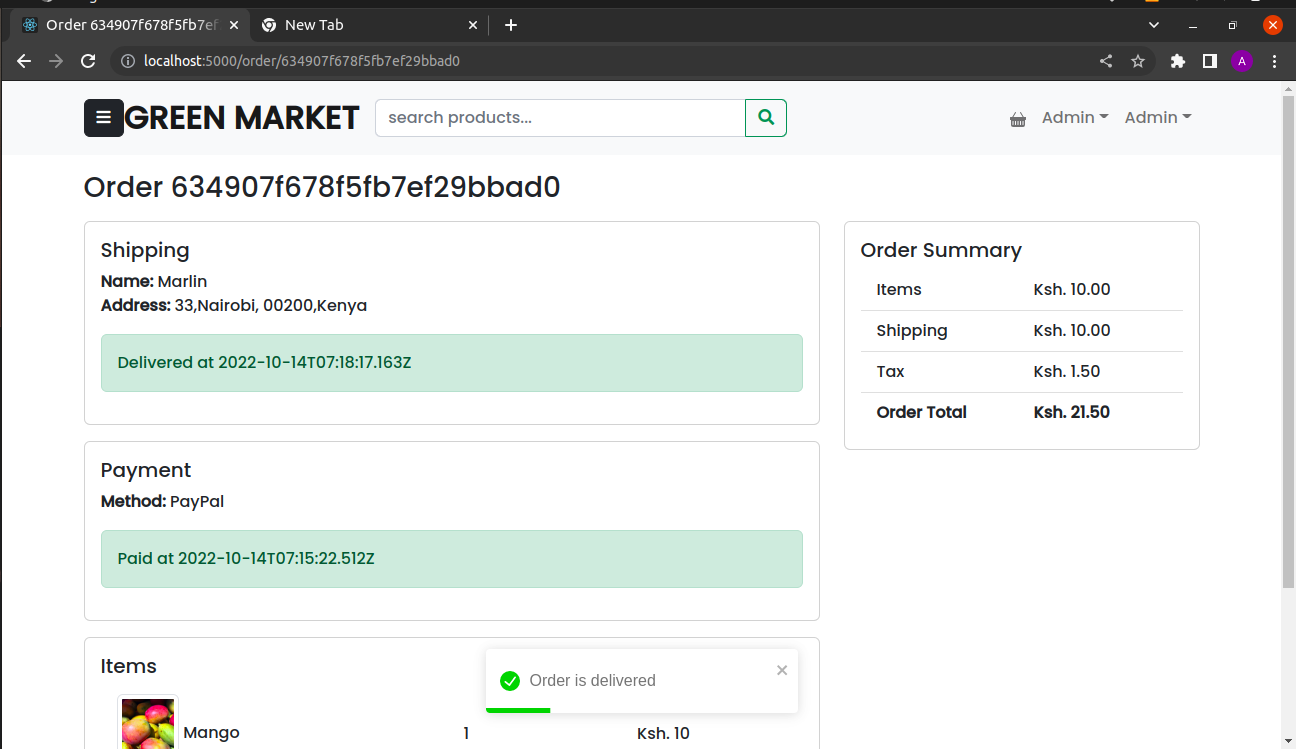 Order 634907f678f5fb7ef
New Tab
localhost:5000/order/634907f678f5fb7ef29bbad0
A
GREEN MARKET
search products...
Admin
Admin
Order 634907f678f5fb7ef29bbad0
Shipping
Name: Marlin
Address: 33,Nairobi, 00200,Kenya
Delivered at 2022-10-14T07:18:17.163Z
Payment
Method: PayPal
Paid at 2022-10-14T07:15:22.512Z
Items
Mango 1 Ksh. 10
Order Summary
Items Ksh. 10.00
Shipping Ksh. 10.00
Tax Ksh. 1.50
Order Total Ksh. 21.50
Order is delivered